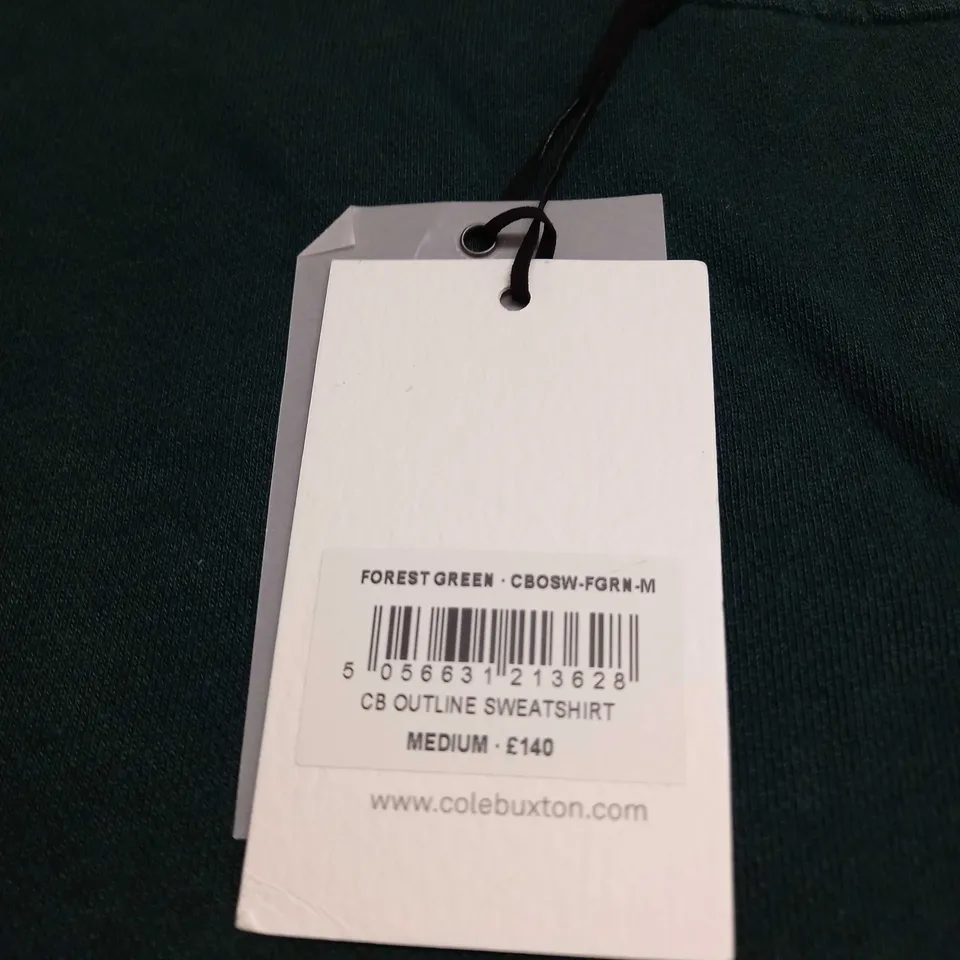 FOREST GREEN · CBOSW-FGRN-M
5 056631 213628
CB OUTLINE SWEATSHIRT
MEDIUM · £140
www.colebuxton.com